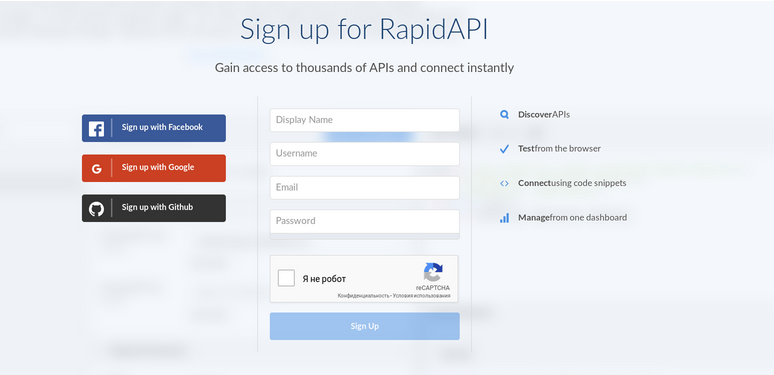 Sign up for RapidAPI
Gain access to thousands of APIs and connect instantly
Sign up with Facebook
Sign up with Google
Sign up with Github
Display Name
Username
Email
Password
Я не робот
reCAPTCHA
Конфиденциальность - Условия использования
Sign Up
DiscoverAPIs
Testfrom the browser
Connectusing code snippets
Managefrom one dashboard